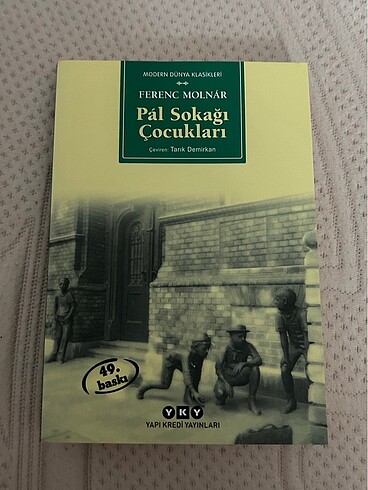 MODERN DÜNYA KLASİKLERİ
FERENC MOLNÁR
Pál Sokağı
Çocukları
Çeviren: Tarık Demirkan
49.
baskı
YKY
YAPI KREDİ YAYINLARI